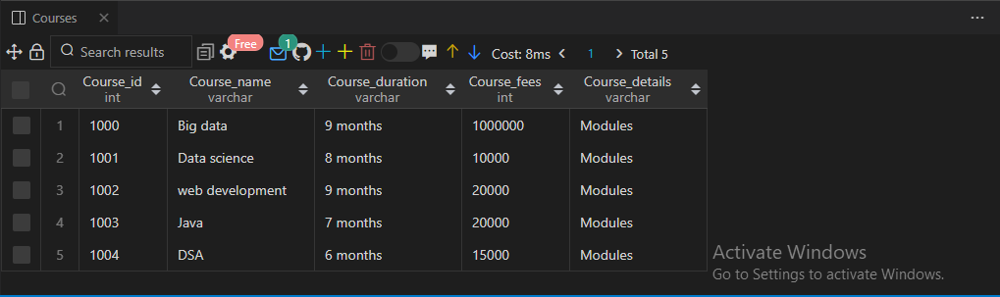 Courses
Search results Free 1 Cost: 8ms 1 Total 5
Course_id Course_name Course_duration Course_fees Course_details
int varchar varchar int varchar
1 1000 Big data 9 months 1000000 Modules
2 1001 Data science 8 months 10000 Modules
3 1002 web development 9 months 20000 Modules
4 1003 Java 7 months 20000 Modules
5 1004 DSA 6 months 15000 Modules
Activate Windows
Go to Settings to activate Windows.